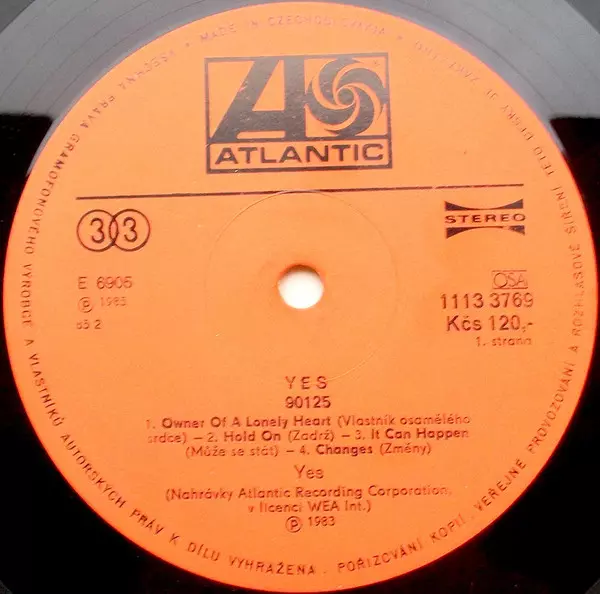 ATLANTIC
33
STEREO
E 6905
Ⓟ 1983
OSA
1113 3769
Kčs 120,-
1. strana
YES
90125
1. Owner Of A Lonely Heart (Vlastník osamělého
srdce) – 2. Hold On (Zadrž) – 3. It Can Happen
(Může se stát) – 4. Changes (Změny)
Yes
(Nahrávky Atlantic Recording Corporation,
v licenci WEA Int.)
Ⓟ 1983
MADE IN CZECHOSLOVAKIA • VŠECHNA PRÁVA GRAMOFONOVÉHO VÝROBCE A VLASTNÍKŮ AUTORSKÝCH PRÁV K DÍLU VYHRAŽENA . POŘIZOVÁNÍ KOPIÍ , VEŘEJNÉ PROVOZOVÁNÍ A ROZHLASOVÉ ŠÍŘENÍ TÉTO DESKY JE ZAKÁZÁNO